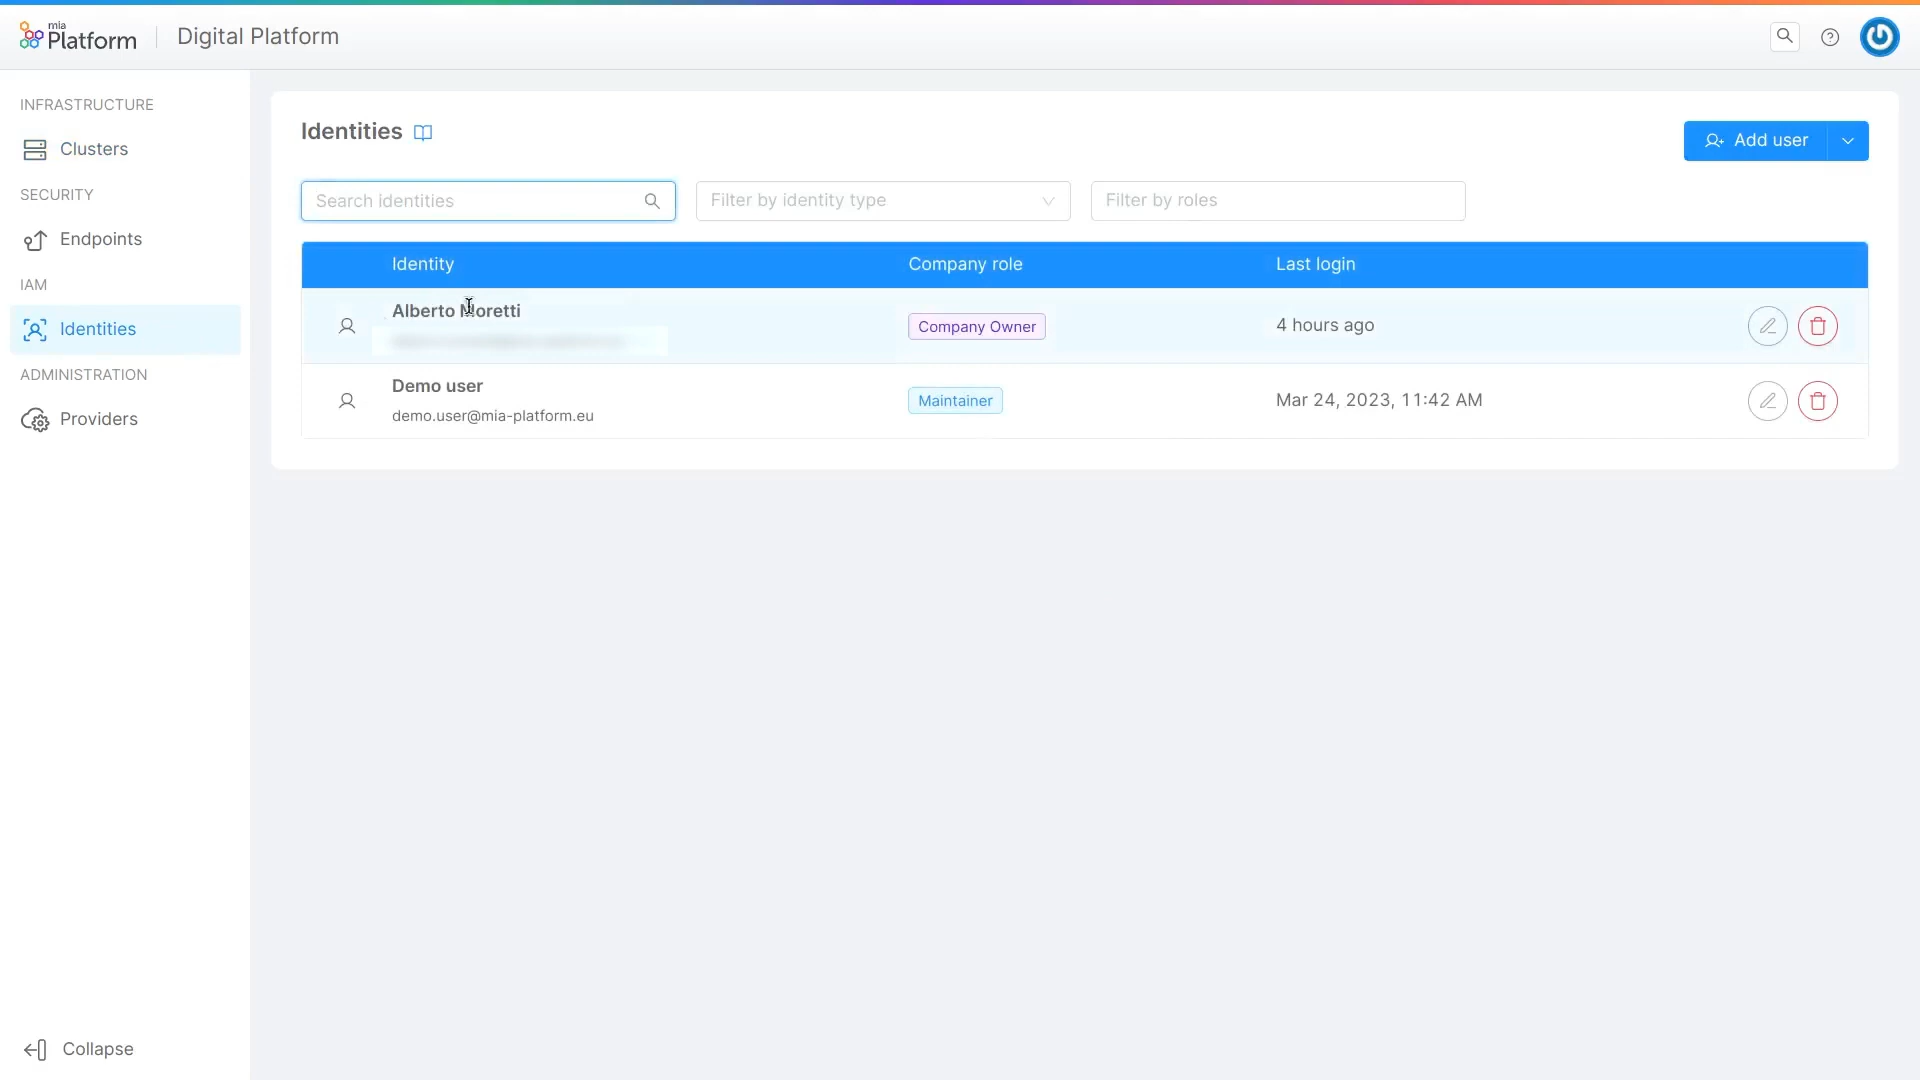 mia
Platform
Digital Platform
INFRASTRUCTURE
Clusters
SECURITY
Endpoints
IAM
Identities
ADMINISTRATION
Providers
Collapse
Identities
Add user
Search identities
Filter by identity type
Filter by roles
Identity Company role Last login
Alberto Moretti
Company Owner
4 hours ago
Demo user
demo.user@mia-platform.eu
Maintainer
Mar 24, 2023, 11:42 AM